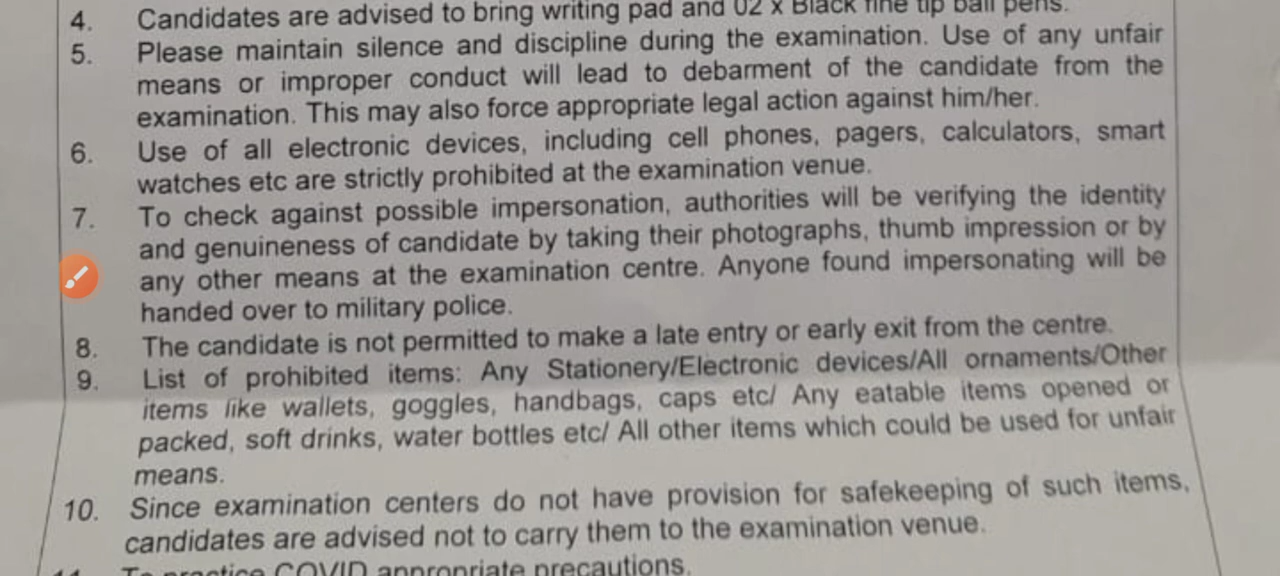 4. Candidates are advised to bring writing pad and 02 x Black fine tip ball pens.
5. Please maintain silence and discipline during the examination. Use of any unfair
means or improper conduct will lead to debarment of the candidate from the
examination. This may also force appropriate legal action against him/her.
6. Use of all electronic devices, including cell phones, pagers, calculators, smart
watches etc are strictly prohibited at the examination venue.
7. To check against possible impersonation, authorities will be verifying the identity
and genuineness of candidate by taking their photographs, thumb impression or by
any other means at the examination centre. Anyone found impersonating will be
handed over to military police.
8. The candidate is not permitted to make a late entry or early exit from the centre.
9. List of prohibited items: Any Stationery/Electronic devices/All ornaments/Other
items like wallets, goggles, handbags, caps etc/ Any eatable items opened or
packed, soft drinks, water bottles etc/ All other items which could be used for unfair
means.
10. Since examination centers do not have provision for safekeeping of such items,
candidates are advised not to carry them to the examination venue.
11. To practice COVID appropriate precautions.